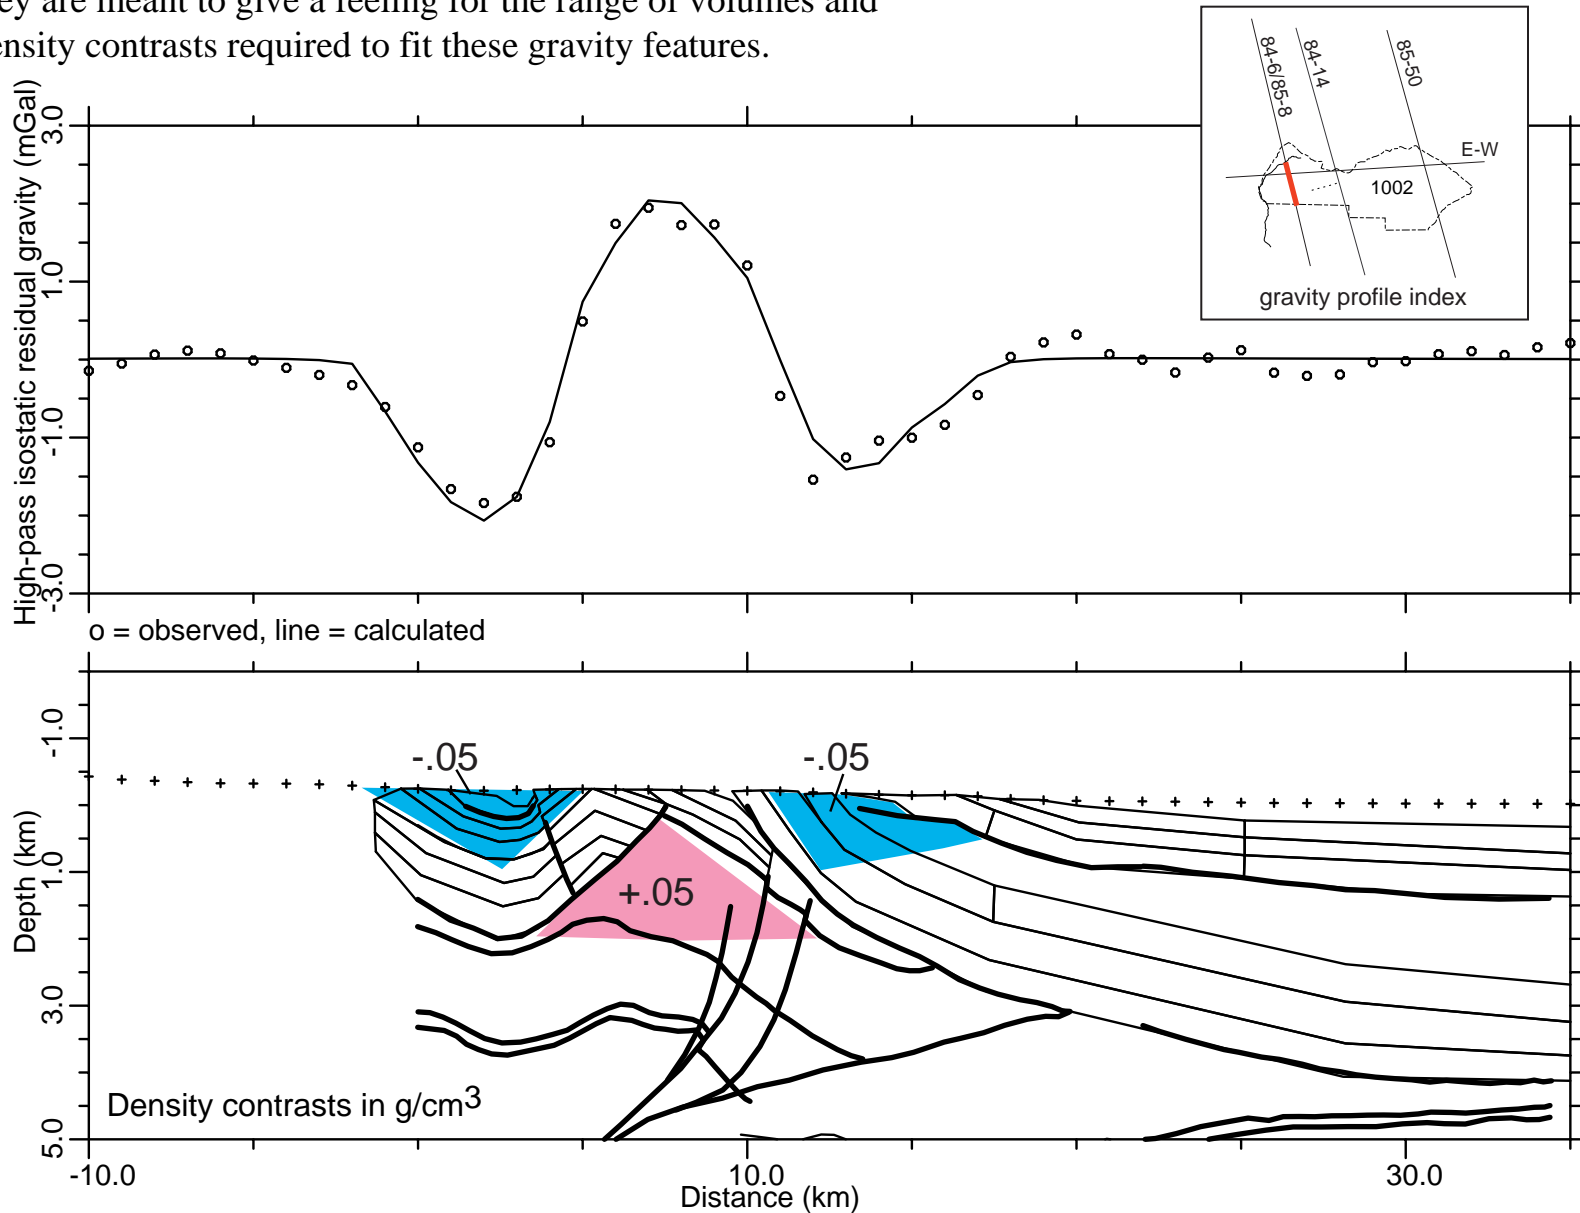 ey are meant to give a feeling for the range of volumes and
ensity contrasts required to fit these gravity features.
84-6/85-8
84-14
85-50
E-W
1002
gravity profile index
High-pass isostatic residual gravity (mGal)
3.0
1.0
-1.0
-3.0
o = observed, line = calculated
Depth (km)
-1.0
1.0
3.0
5.0
-.05
-.05
+.05
Density contrasts in g/cm3
-10.0
10.0
30.0
Distance (km)